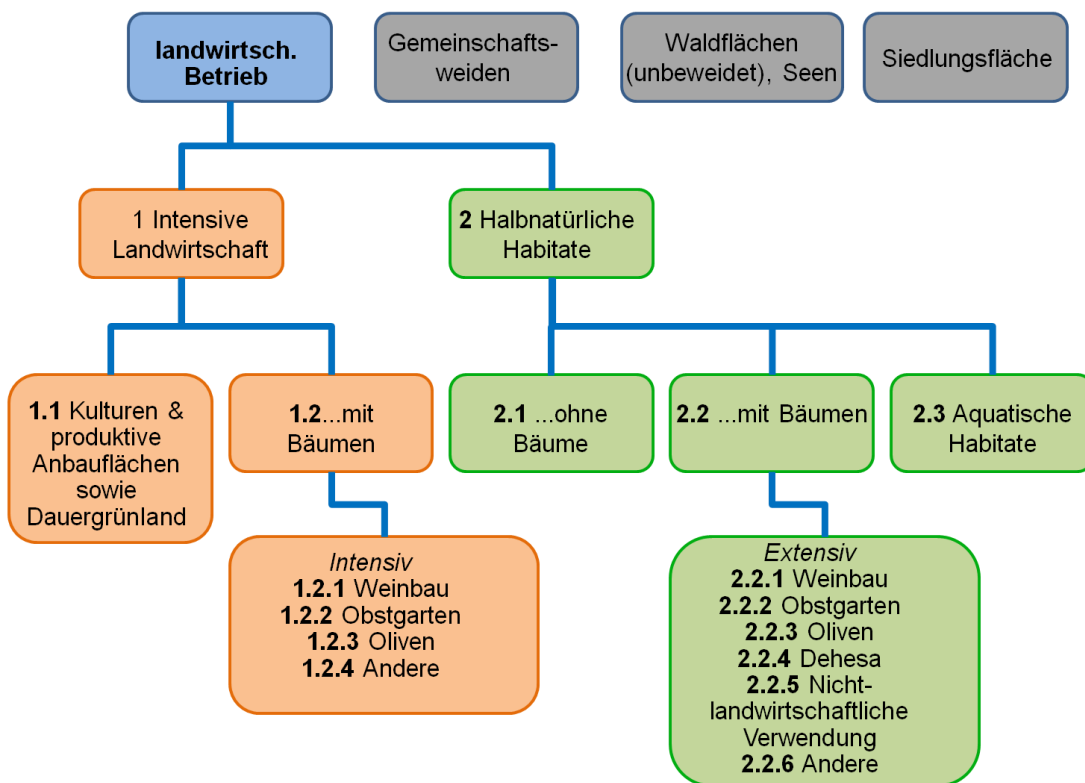 landwirtsch.
Betrieb
Gemeinschafts-
weiden
Waldflächen
(unbeweidet), Seen
Siedlungsfläche
1 Intensive
Landwirtschaft
2 Halbnatürliche
Habitate
1.1 Kulturen &
produktive
Anbauflächen
sowie
Dauergrünland
1.2...mit
Bäumen
2.1 ...ohne
Bäume
2.2 ...mit Bäumen
2.3 Aquatische
Habitate
Intensiv
1.2.1 Weinbau
1.2.2 Obstgarten
1.2.3 Oliven
1.2.4 Andere
Extensiv
2.2.1 Weinbau
2.2.2 Obstgarten
2.2.3 Oliven
2.2.4 Dehesa
2.2.5 Nicht-
landwirtschaftliche
Verwendung
2.2.6 Andere